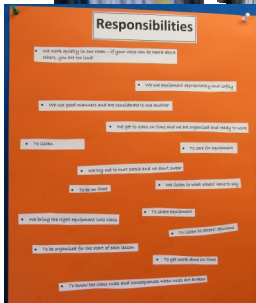 Responsibilities
• We work quietly in our room – if your voice can be heard above
others, you are too loud!
• We use equipment appropriately and safely
• We use good manners and are considerate to one another
• We get to class on time and we are organised and ready to work
• To listen
• To care for equipment
• We try not to hurt people and we don't swear
• To be on time
• We listen to what others' have to say
• To share equipment
• We bring the right equipment into class
• To listen to others' opinions
• To be organised for the start of each lesson
• To get work done on time
• To know the class rules and consequences when rules are broken